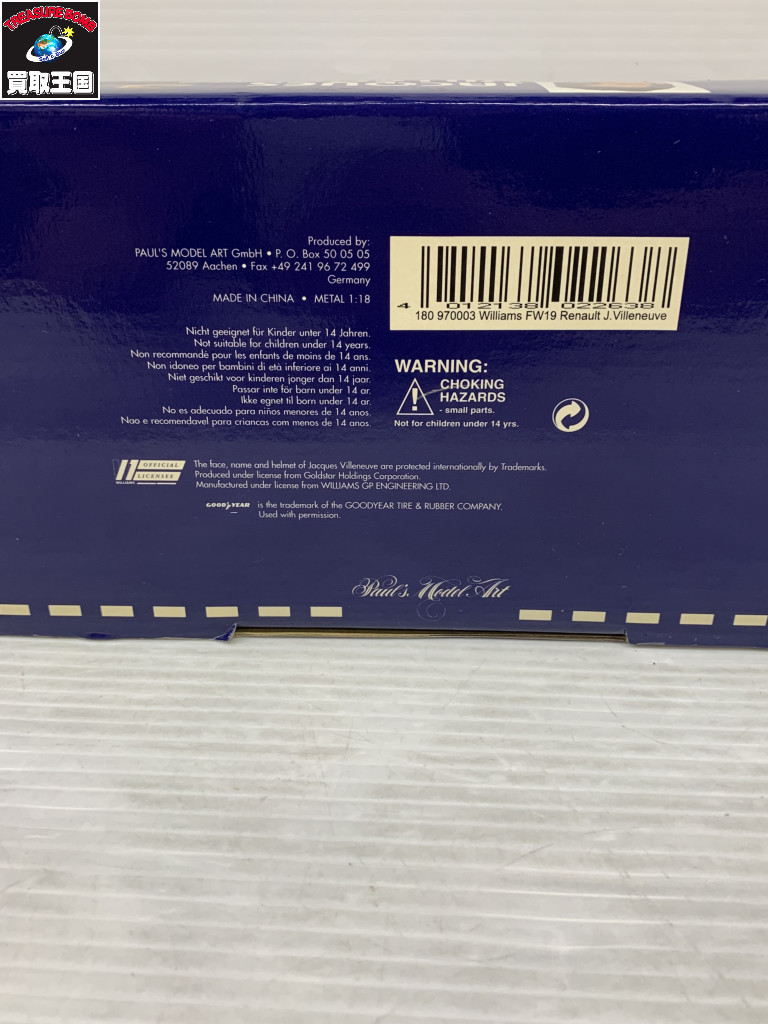 TREASURE BOMB
買取王国
JACQUES
Produced by:
PAUL'S MODEL ART GmbH • P. O. Box 50 05 05
52089 Aachen • Fax +49 241 96 72 499
Germany
MADE IN CHINA • METAL 1:18
Nicht geeignet für Kinder unter 14 Jahren.
Not suitable for children under 14 years.
Non recommandè pour les enfants de moins de 14 ans.
Non idoneo per bambini di età inferiore ai 14 anni.
Niet geschikt voor kinderen jonger dan 14 jaar.
Passar inte för barn under 14 ar.
Ikke egnet til born under 14 ar.
No es adecuado para niños menores de 14 anos.
Nao e recomendavel para criancas com menos de 14 anos.
4 012138 022638
180 970003 Williams FW19 Renault J.Villeneuve
WARNING:
CHOKING
HAZARDS
- small parts.
Not for children under 14 yrs.
WILLIAMS
OFFICIAL
LICENSEE
The face, name and helmet of Jacques Villeneuve are protected internationally by Trademarks.
Produced under license from Goldstar Holdings Corporation.
Manufactured under license from WILLIAMS GP ENGINEERING LTD.
GOODYEAR is the trademark of the GOODYEAR TIRE & RUBBER COMPANY.
Used with permission.
Paul's Model Art